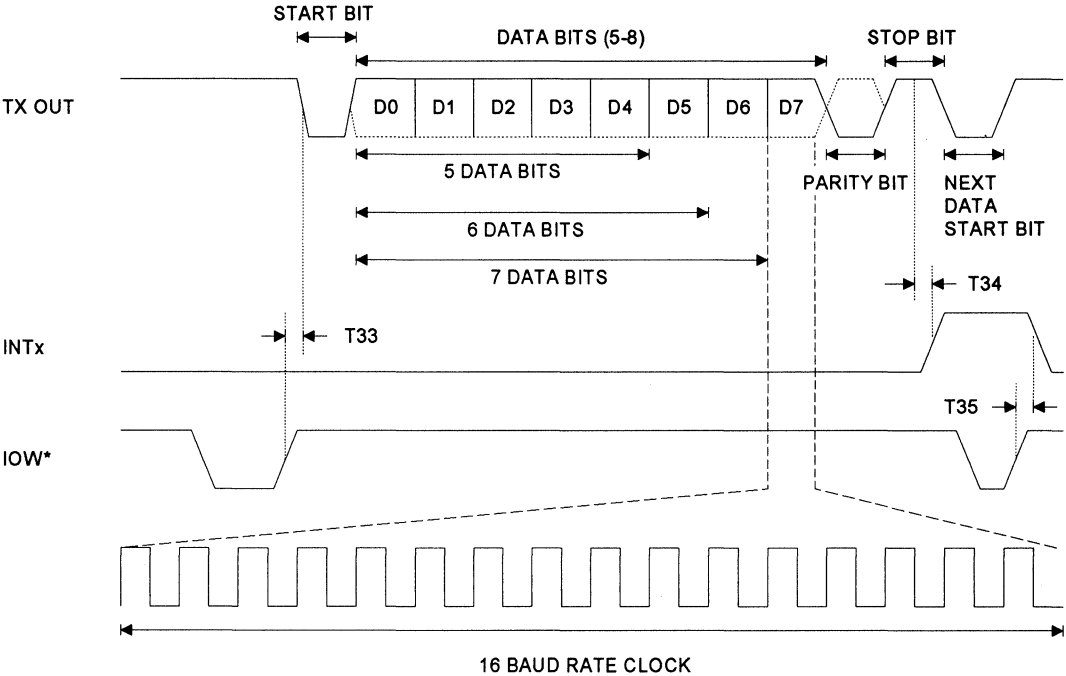 START BIT
DATA BITS (5-8)
STOP BIT
TX OUT
D0 D1 D2 D3 D4 D5 D6 D7
5 DATA BITS
PARITY BIT
NEXT
DATA
START BIT
6 DATA BITS
7 DATA BITS
T34
T33
INTx
T35
IOW*
16 BAUD RATE CLOCK